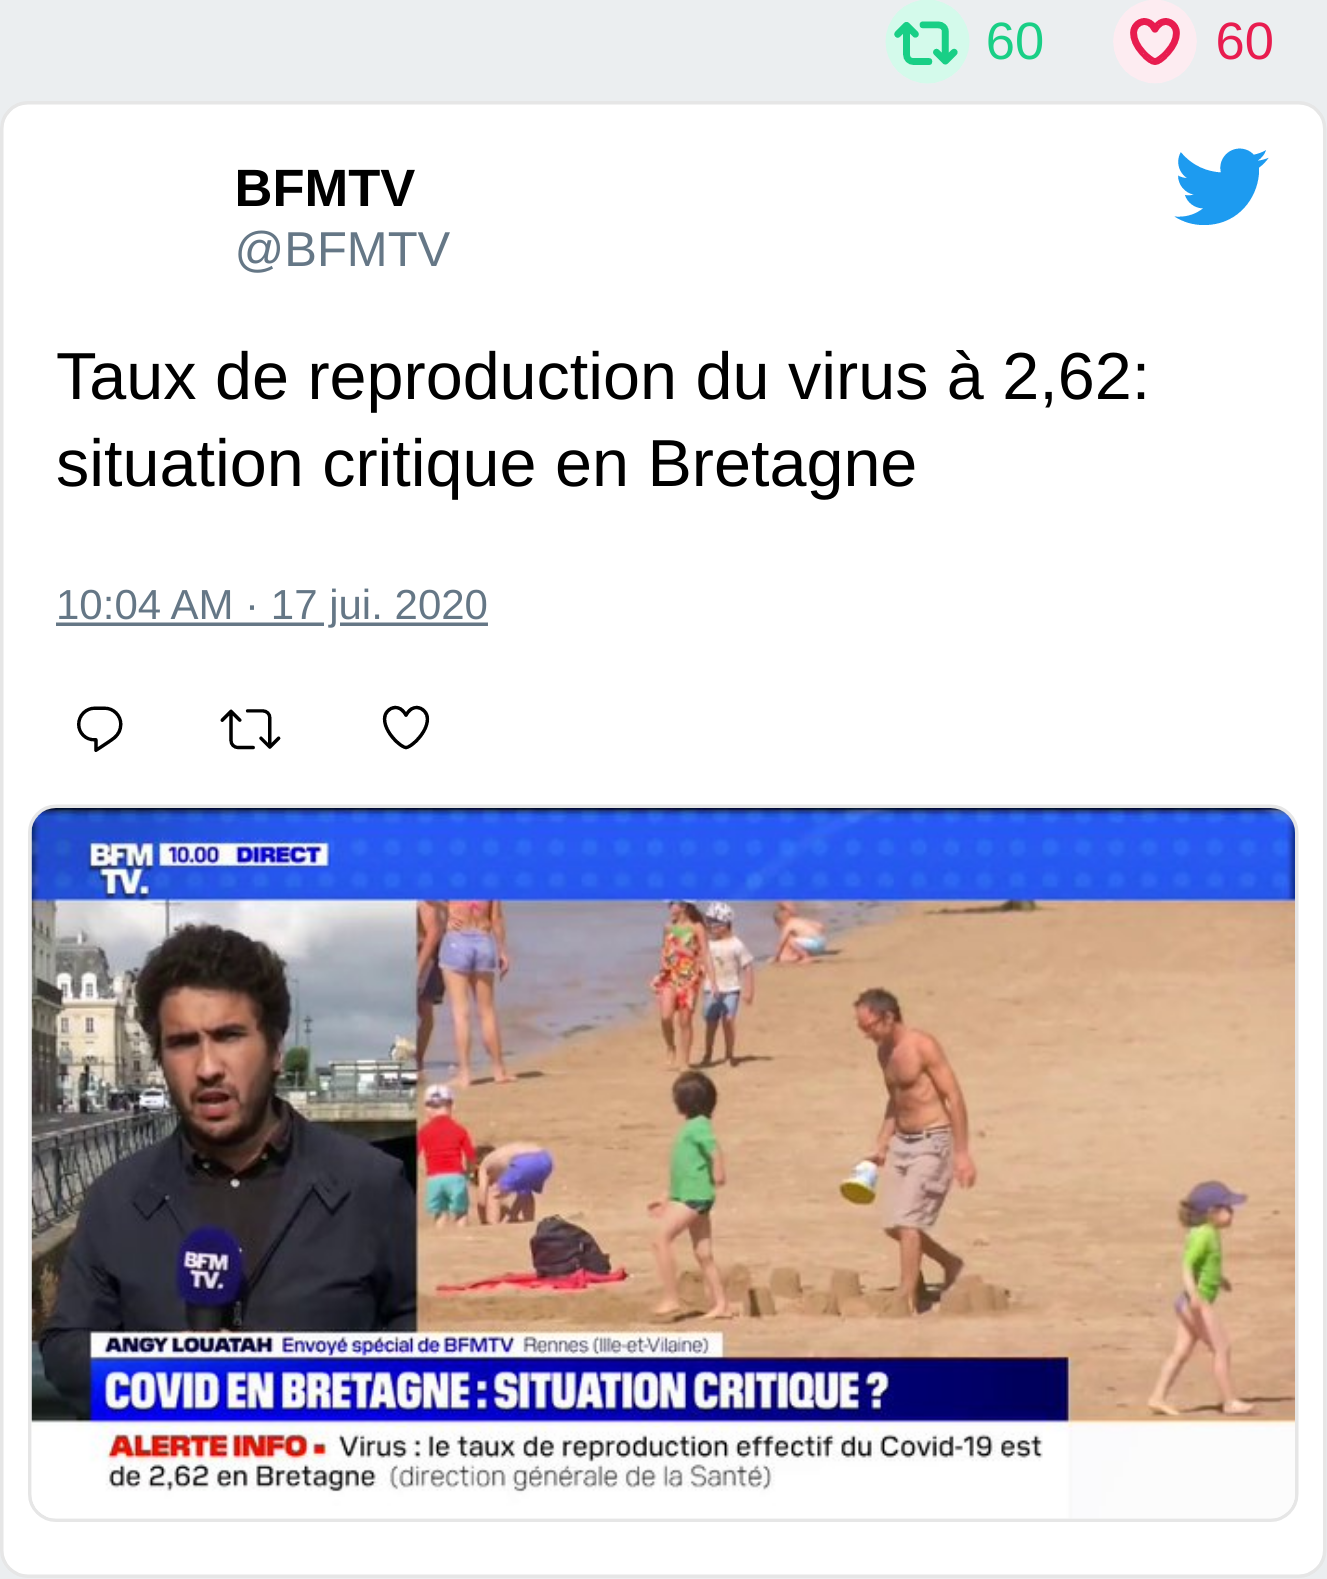 60 60
BFMTV
@BFMTV
Taux de reproduction du virus à 2,62:
situation critique en Bretagne
10:04 AM · 17 jui. 2020
BFM 10.00 DIRECT
TV.
BFM
TV.
ANGY LOUATAH Envoyé spécial de BFMTV Rennes (Ille-et-Vilaine)
COVID EN BRETAGNE : SITUATION CRITIQUE ?
ALERTE INFO ▪ Virus : le taux de reproduction effectif du Covid-19 est
de 2,62 en Bretagne (direction générale de la Santé)